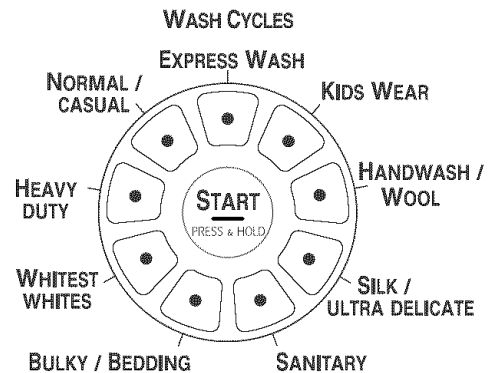 WASH CYCLES
EXPRESS WASH
NORMAL /
CASUAL
KIDS WEAR
HANDWASH /
WOOL
HEAVY
DUTY
START
PRESS & HOLD
WHITEST
WHITES
SILK /
ULTRA DELICATE
BULKY / BEDDING
SANITARY